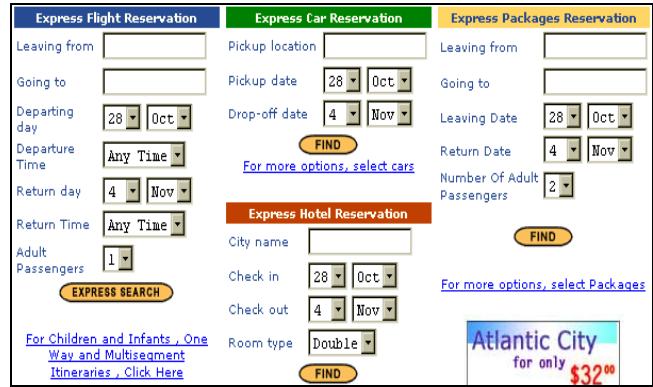 Express Flight Reservation
Leaving from
Going to
Departing
day
28 Oct
Departure
Time
Any Time
Return day
4 Nov
Return Time
Any Time
Adult
Passengers
1
EXPRESS SEARCH
For Children and Infants , One
Way and Multisegment
Itineraries , Click Here
Express Car Reservation
Pickup location
Pickup date
28 Oct
Drop-off date
4 Nov
FIND
For more options, select cars
Express Hotel Reservation
City name
Check in
28 Oct
Check out
4 Nov
Room type
Double
FIND
Express Packages Reservation
Leaving from
Going to
Leaving Date
28 Oct
Return Date
4 Nov
Number Of Adult
Passengers
2
FIND
For more options, select Packages
Atlantic City
for only
$32⁰⁰